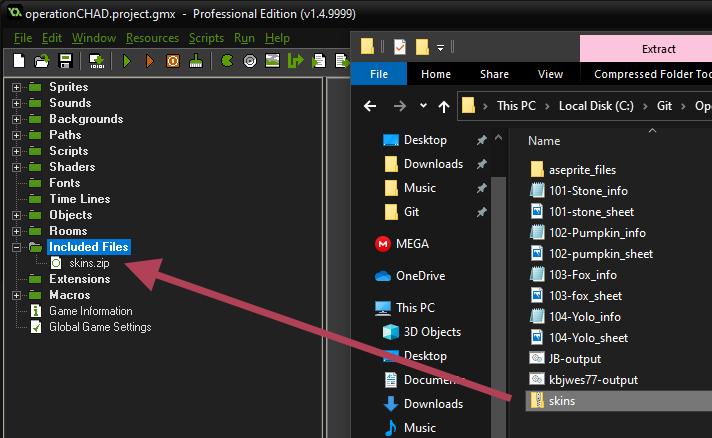 operationCHAD.project.gmx - Professional Edition (v1.4.9999)
File Edit Window Resources Scripts Run Help
Sprites
Sounds
Backgrounds
Paths
Scripts
Shaders
Fonts
Time Lines
Objects
Rooms
Included Files
skins.zip
Extensions
Macros
Game Information
Global Game Settings
Extract
File Home Share View Compressed Folder Too
This PC > Local Disk (C:) > Git > Ope
Desktop
Downloads
Music
Git
MEGA
OneDrive
This PC
3D Objects
Desktop
Documents
Downloads
Music
Name
aseprite_files
101-Stone_info
101-stone_sheet
102-Pumpkin_info
102-pumpkin_sheet
103-Fox_info
103-fox_sheet
104-Yolo_info
104-Yolo_sheet
JB-output
kbjwes77-output
skins